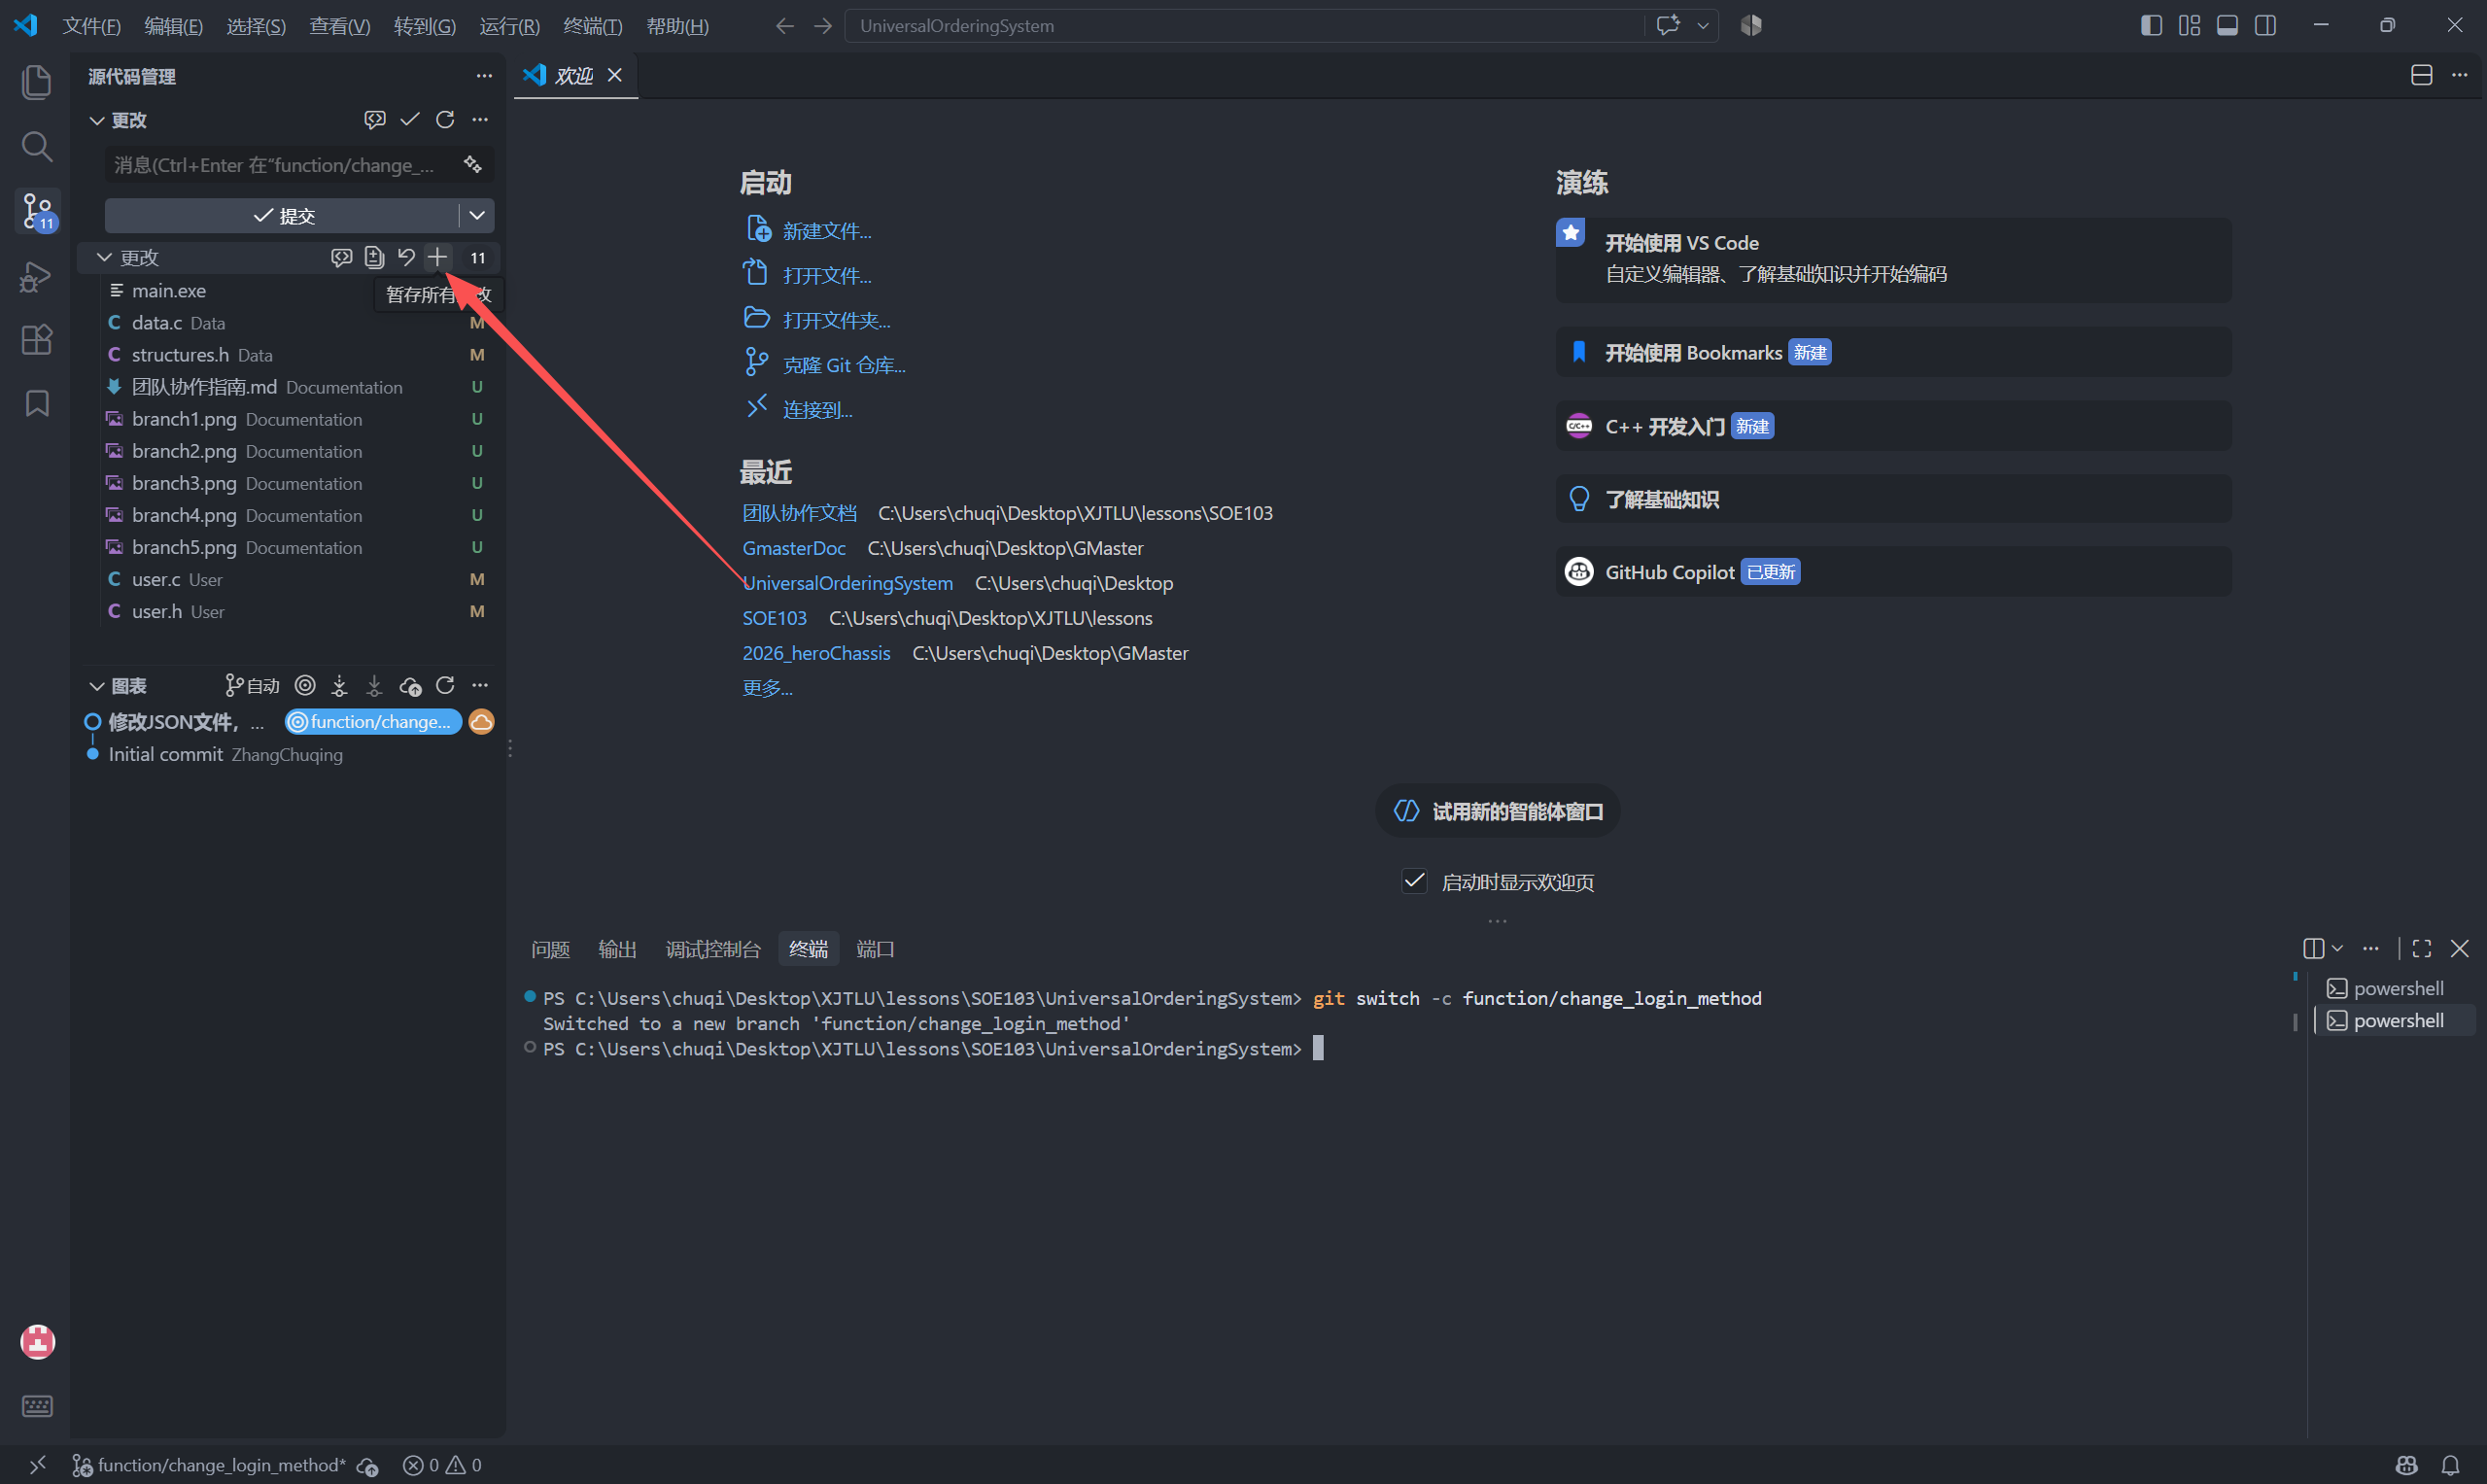 文件(F) 编辑(E) 选择(S) 查看(V) 转到(G) 运行(R) 终端(T) 帮助(H)
UniversalOrderingSystem
源代码管理
更改
消息(Ctrl+Enter 在“function/change_...
提交
更改 11
暂存所有 改
main.exe
data.c Data M
structures.h Data M
团队协作指南.md Documentation U
branch1.png Documentation U
branch2.png Documentation U
branch3.png Documentation U
branch4.png Documentation U
branch5.png Documentation U
user.c User M
user.h User M
图表
自动
修改JSON文件，... function/change...
Initial commit ZhangChuqing
11
欢迎
启动
新建文件...
打开文件...
打开文件夹...
克隆 Git 仓库...
连接到...
最近
团队协作文档 C:\Users\chuqi\Desktop\XJTLU\lessons\SOE103
GmasterDoc C:\Users\chuqi\Desktop\GMaster
UniversalOrderingSystem C:\Users\chuqi\Desktop
SOE103 C:\Users\chuqi\Desktop\XJTLU\lessons
2026_heroChassis C:\Users\chuqi\Desktop\GMaster
更多...
演练
开始使用 VS Code
自定义编辑器、了解基础知识并开始编码
开始使用 Bookmarks 新建
C/C++
C++ 开发入门 新建
了解基础知识
GitHub Copilot 已更新
试用新的智能体窗口
启动时显示欢迎页
问题 输出 调试控制台 终端 端口
PS C:\Users\chuqi\Desktop\XJTLU\lessons\SOE103\UniversalOrderingSystem> git switch -c function/change_login_method
Switched to a new branch 'function/change_login_method'
PS C:\Users\chuqi\Desktop\XJTLU\lessons\SOE103\UniversalOrderingSystem>
powershell
powershell
function/change_login_method* 0 0